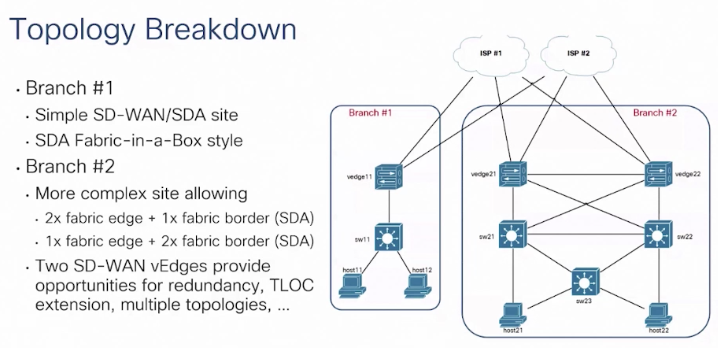 Topology Breakdown
• Branch #1
• Simple SD-WAN/SDA site
• SDA Fabric-in-a-Box style
• Branch #2
• More complex site allowing
• 2x fabric edge + 1x fabric border (SDA)
• 1x fabric edge + 2x fabric border (SDA)
• Two SD-WAN vEdges provide
opportunities for redundancy, TLOC
extension, multiple topologies, ...
ISP #1
ISP #2
Branch #1
vedge11
sw11
host11
host12
Branch #2
vedge21
vedge22
sw21
sw22
sw23
host21
host22